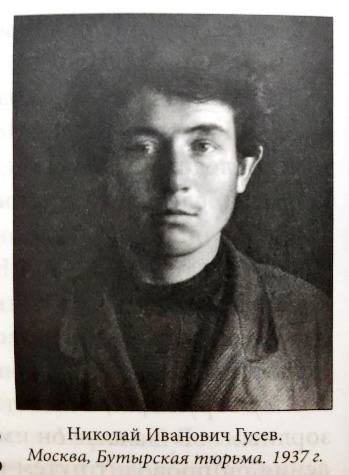 Николай Иванович Гусев.
Москва, Бутырская тюрьма. 1937 г.